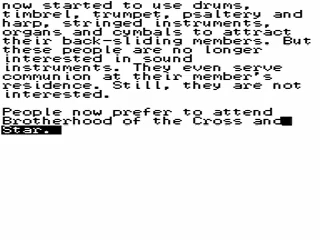 now started to use drums,
timbrel, trumpet, psaltery and
harp, stringed instruments,
organs and cymbals to attract
their back-sliding members. But
these people are no longer
interested in sound
instruments. They even serve
communion at their member's
residence. Still, they are not
interested.
People now prefer to attend
Brotherhood of the Cross and
Star.